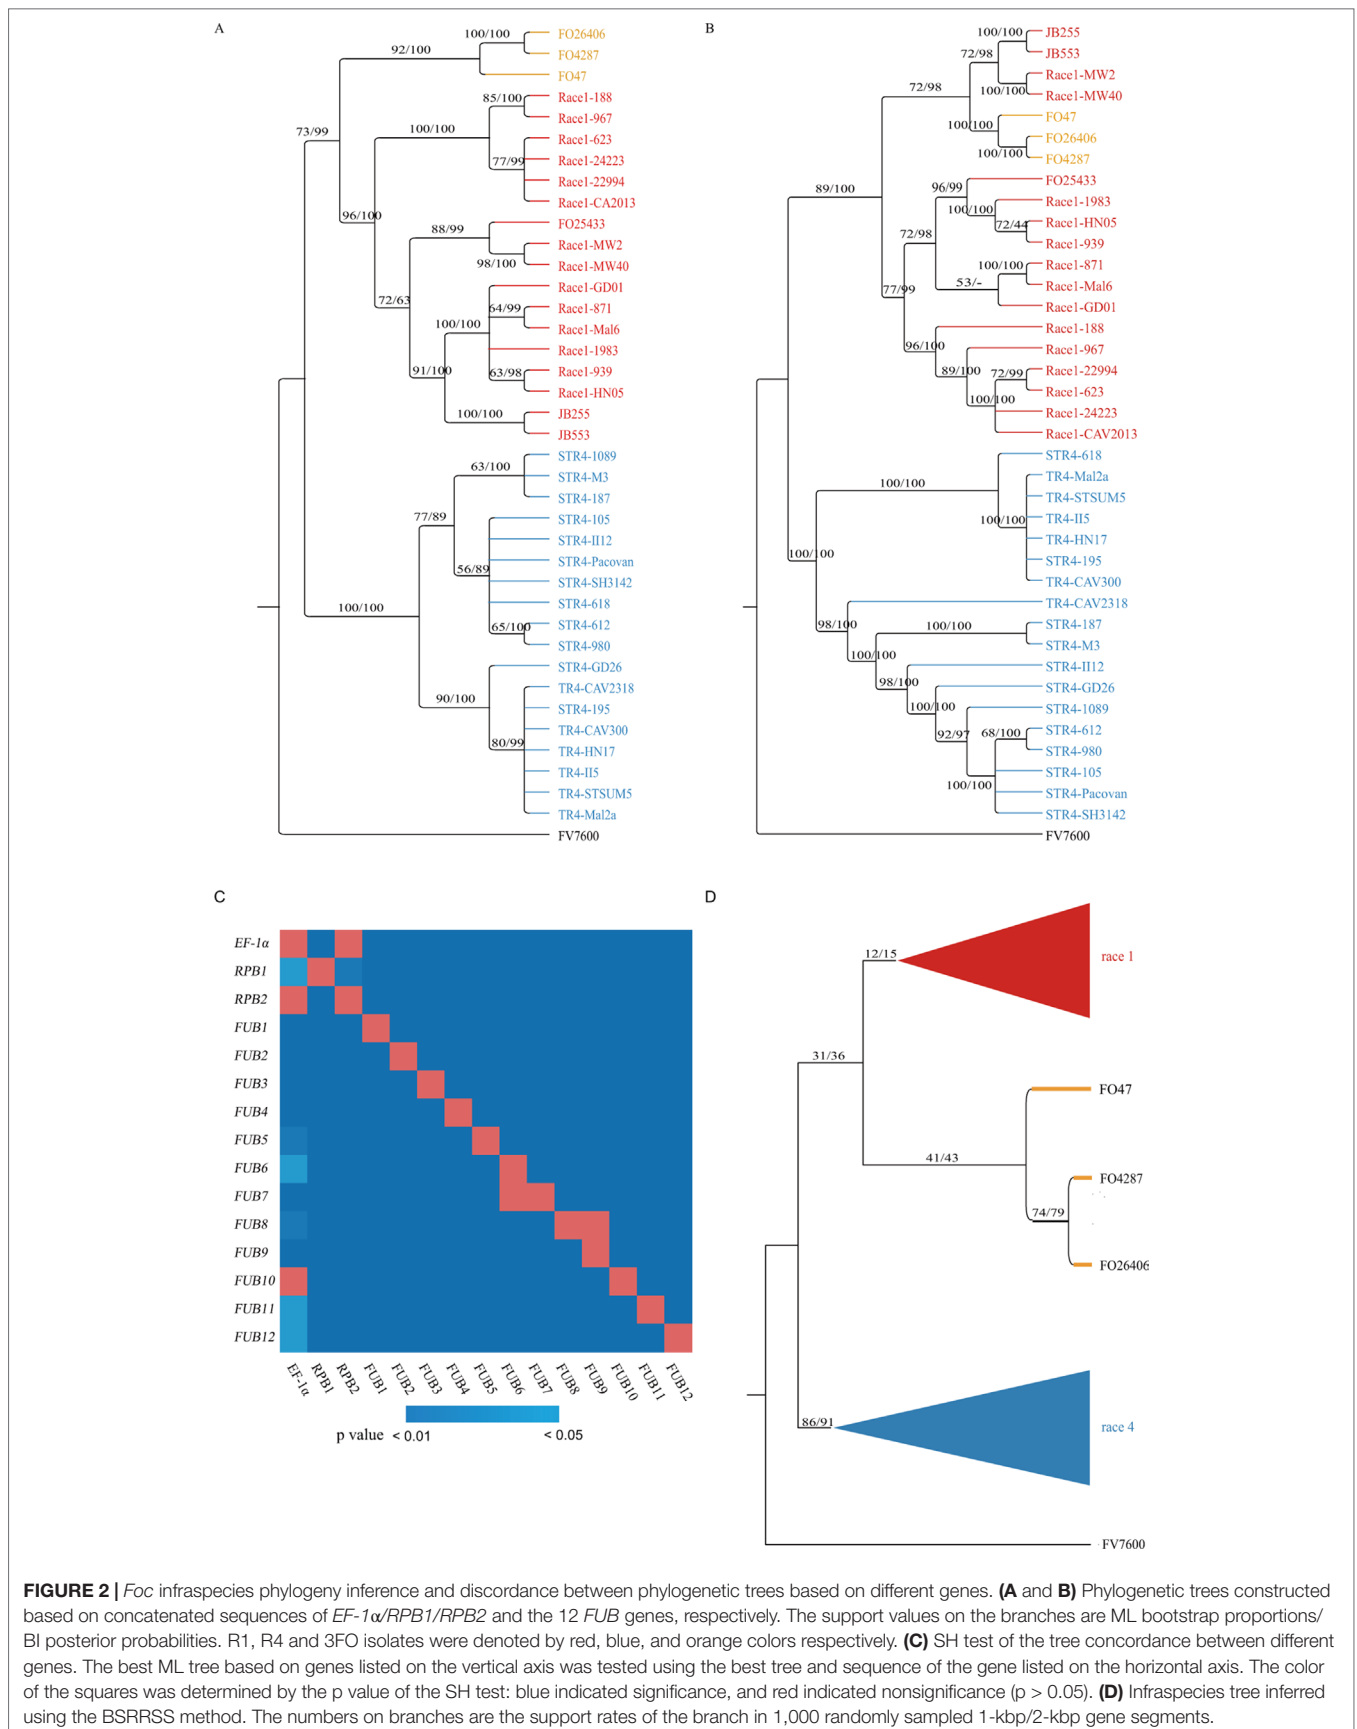 A
100/100
FO26406
92/100
FO4287
FO47
85/100
Race1-188
Race1-967
73/99
100/100
Race1-623
77/99
Race1-24223
Race1-22994
Race1-CA2013
96/100
FO25433
88/99
Race1-MW2
98/100
Race1-MW40
Race1-GD01
72/63
64/99
Race1-871
100/100
Race1-Mal6
Race1-1983
91/100
63/98
Race1-939
Race1-HN05
100/100
JB255
JB553
STR4-1089
63/100
STR4-M3
STR4-187
77/89
STR4-105
STR4-II12
STR4-Pacovan
56/89
STR4-SH3142
STR4-618
100/100
STR4-612
65/100
STR4-980
STR4-GD26
TR4-CAV2318
90/100
STR4-195
TR4-CAV300
80/99
TR4-HN17
TR4-II5
TR4-STSUM5
TR4-Mal2a
FV7600
B
100/100
JB255
72/98
JB553
Race1-MW2
72/98
100/100
Race1-MW40
FO47
100/100
FO26406
100/100
FO4287
89/100
96/99
FO25433
Race1-1983
100/100
72/44
Race1-HN05
72/98
Race1-939
100/100
Race1-871
53/-
Race1-Mal6
77/99
Race1-GD01
Race1-188
96/100
Race1-967
89/100
72/99
Race1-22994
Race1-623
100/100
Race1-24223
Race1-CAV2013
STR4-618
100/100
TR4-Mal2a
TR4-STSUM5
100/100
TR4-II5
TR4-HN17
100/100
STR4-195
TR4-CAV300
TR4-CAV2318
98/100
100/100
STR4-187
STR4-M3
100/100
STR4-II12
98/100
STR4-GD26
100/100
STR4-1089
92/97
68/100
STR4-612
STR4-980
STR4-105
100/100
STR4-Pacovan
STR4-SH3142
FV7600
C
EF-1α
RPB1
RPB2
FUB1
FUB2
FUB3
FUB4
FUB5
FUB6
FUB7
FUB8
FUB9
FUB10
FUB11
FUB12
EF-1α RPB1 RPB2 FUB1 FUB2 FUB3 FUB4 FUB5 FUB6 FUB7 FUB8 FUB9 FUB10 FUB11 FUB12
p value < 0.01 < 0.05
D
12/15
race 1
31/36
FO47
41/43
FO4287
74/79
FO26406
86/91
race 4
FV7600
FIGURE 2 | Foc infraspecies phylogeny inference and discordance between phylogenetic trees based on different genes. (A and B) Phylogenetic trees constructed
based on concatenated sequences of EF-1α/RPB1/RPB2 and the 12 FUB genes, respectively. The support values on the branches are ML bootstrap proportions/
BI posterior probabilities. R1, R4 and 3FO isolates were denoted by red, blue, and orange colors respectively. (C) SH test of the tree concordance between different
genes. The best ML tree based on genes listed on the vertical axis was tested using the best tree and sequence of the gene listed on the horizontal axis. The color
of the squares was determined by the p value of the SH test: blue indicated significance, and red indicated nonsignificance (p > 0.05). (D) Infraspecies tree inferred
using the BSRRSS method. The numbers on branches are the support rates of the branch in 1,000 randomly sampled 1-kbp/2-kbp gene segments.